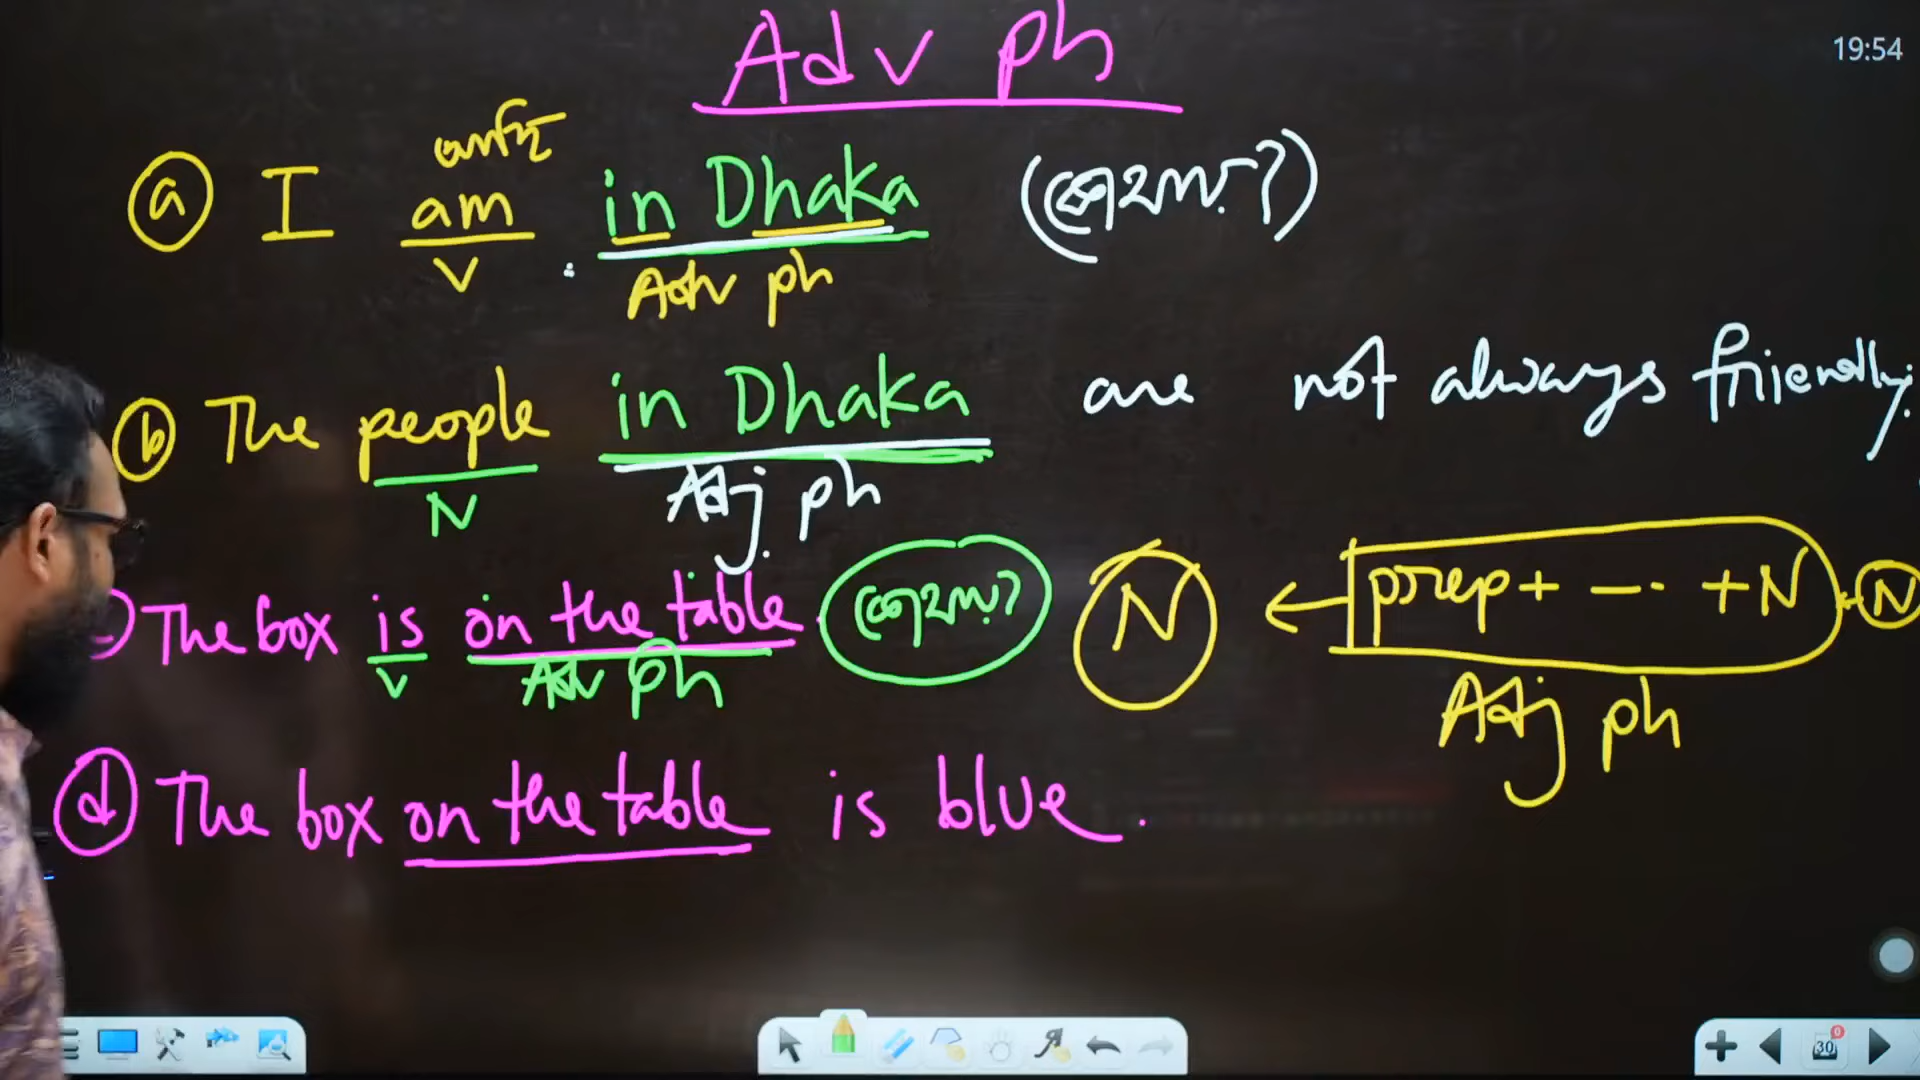 Adv ph
19:54
আছি
ⓐ I am in Dhaka (কোথায়?)
V Adv ph
ⓑ The people in Dhaka are not always friendly.
N Adj ph
The box is on the table. (কোথায়?) N ← prep + --- + N . N
V Adv ph Adj ph
ⓓ The box on the table is blue.
30